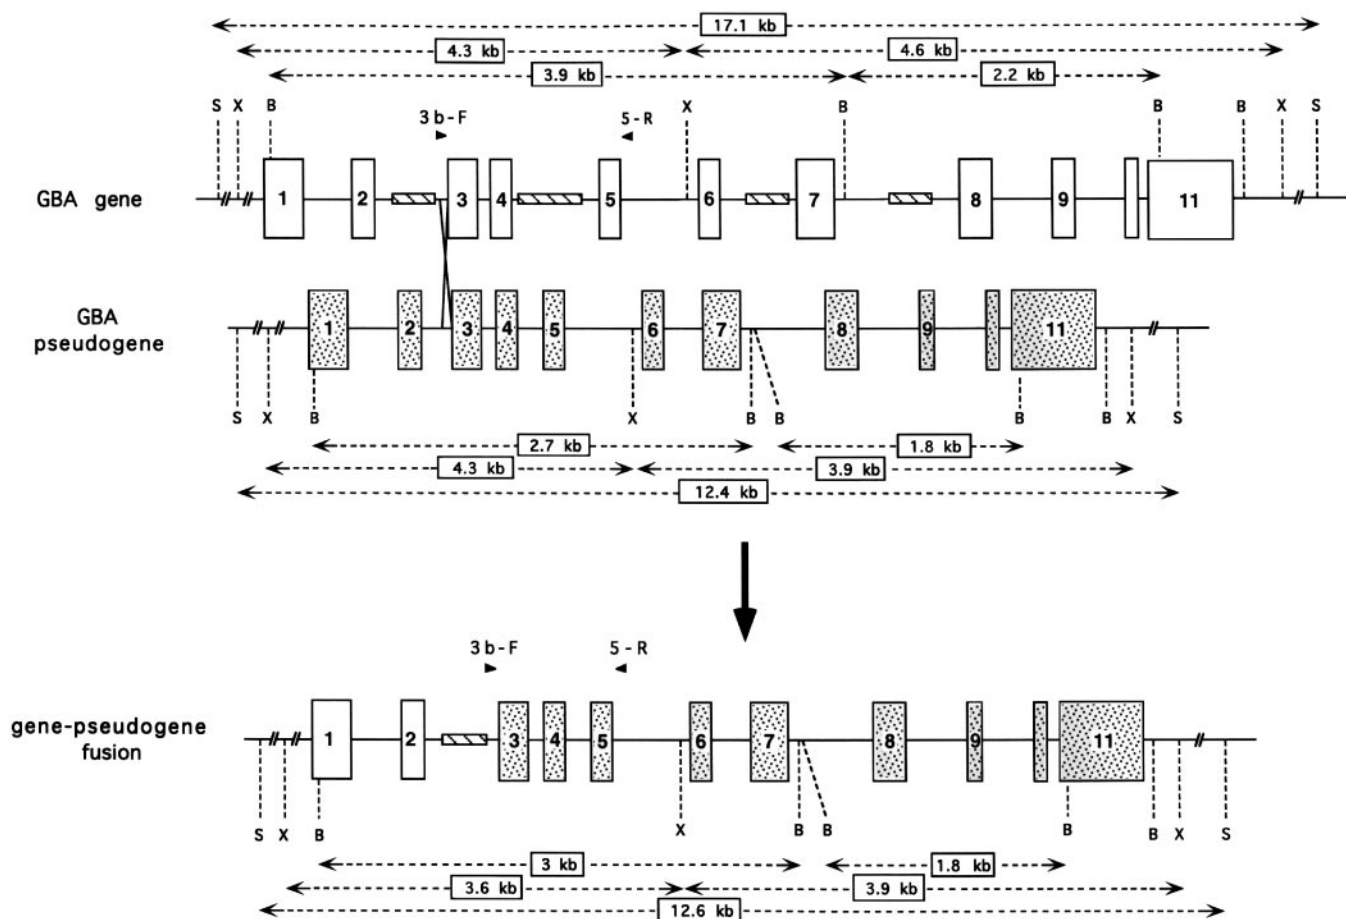 17.1 kb
4.3 kb 4.6 kb
3.9 kb 2.2 kb
S X B 3b-F 5-R X B B B X S
GBA gene 1 2 3 4 5 6 7 8 9 11
GBA
pseudogene
1 2 3 4 5 6 7 8 9 11
S X B X B B B B X S
2.7 kb 1.8 kb
4.3 kb 3.9 kb
12.4 kb
3b-F 5-R
gene-pseudogene
fusion
1 2 3 4 5 6 7 8 9 11
S X B X B B B B X S
3 kb 1.8 kb
3.6 kb 3.9 kb
12.6 kb